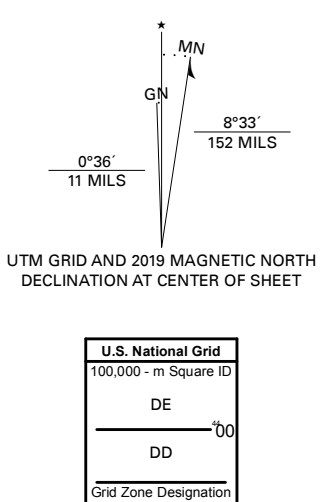 ★
MN
GN
8°33´
152 MILS
0°36´
11 MILS
UTM GRID AND 2019 MAGNETIC NORTH
DECLINATION AT CENTER OF SHEET
U.S. National Grid
100,000 - m Square ID
DE
⁴⁴00
DD
Grid Zone Designation